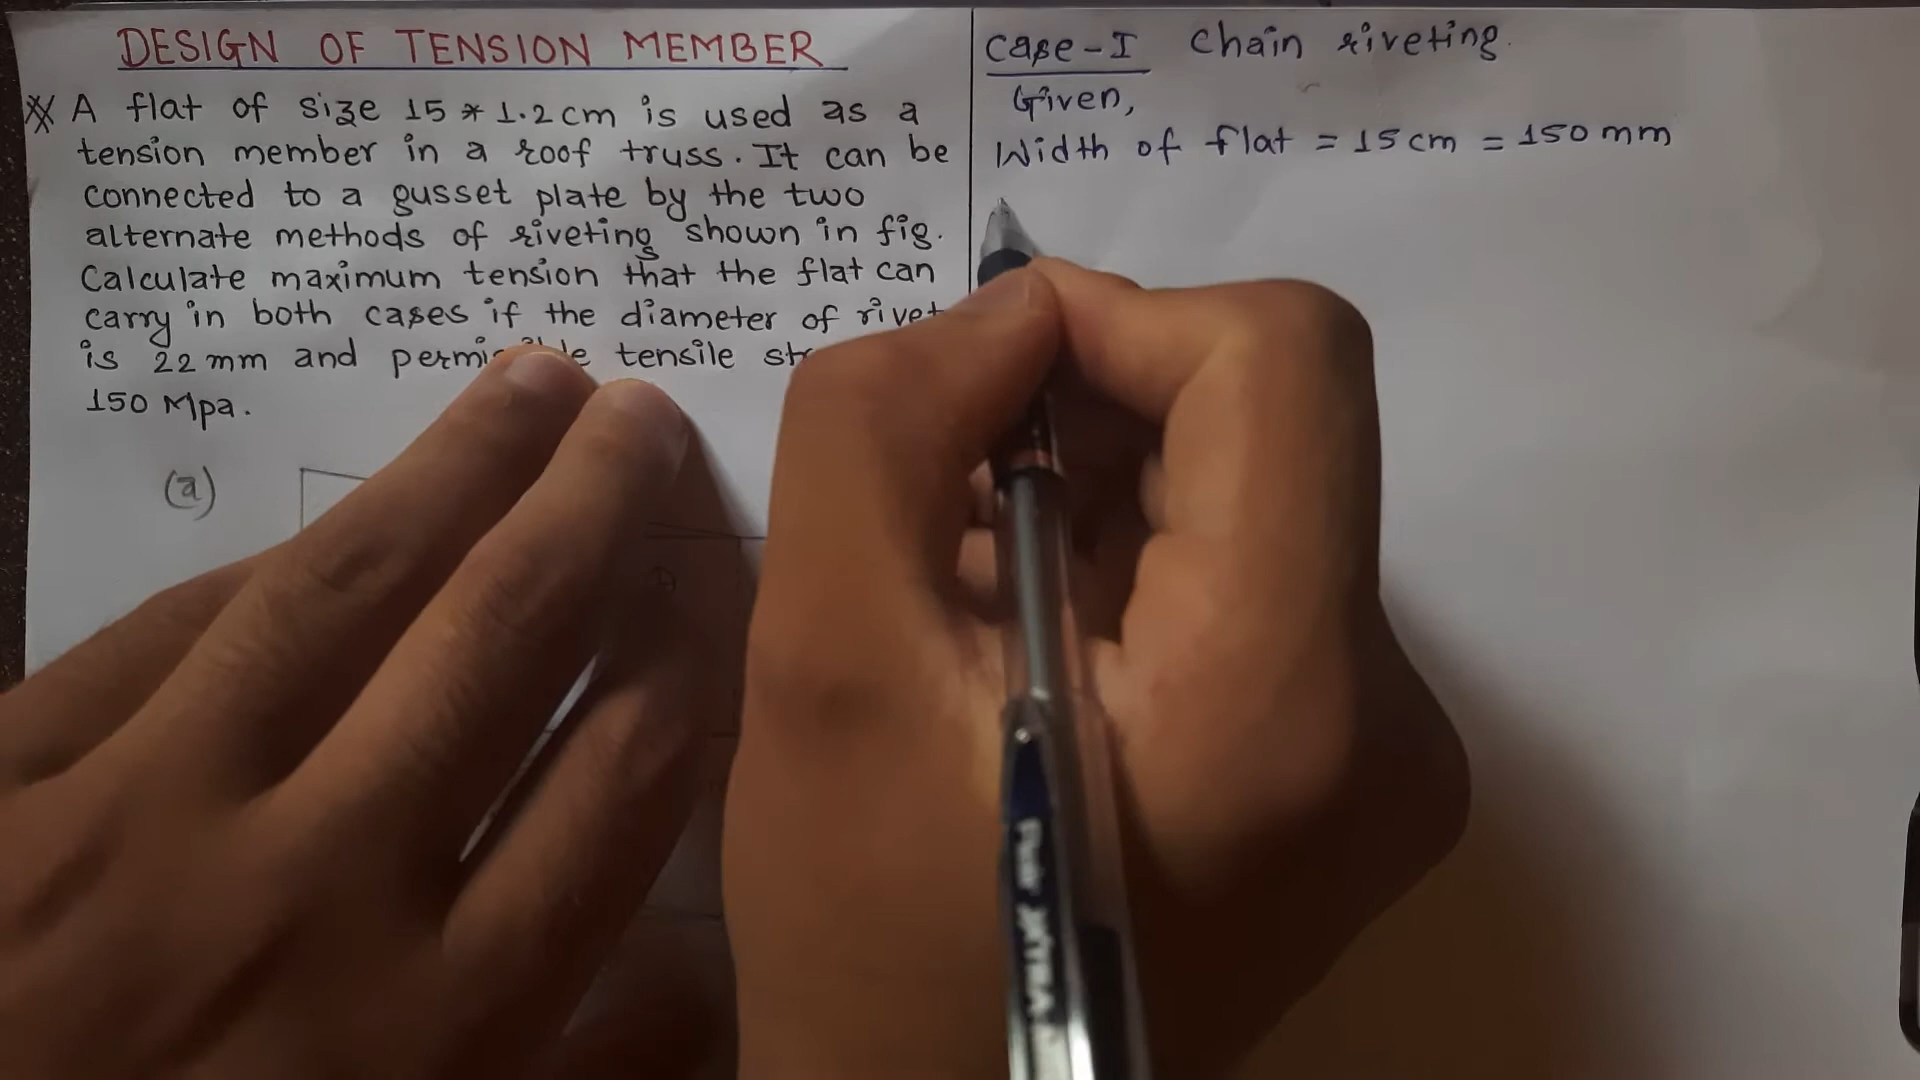 DESIGN OF TENSION MEMBER
A flat of size 15 * 1.2 cm is used as a
tension member in a roof truss. It can be
connected to a gusset plate by the two
alternate methods of rivetings shown in fig.
Calculate maximum tension that the flat can
carry in both cases if the diameter of rivet
is 22 mm and tensile
150 Mpa.
(a)
Case-I Chain riveting.
Given,
Width of flat = 15 cm = 150 mm